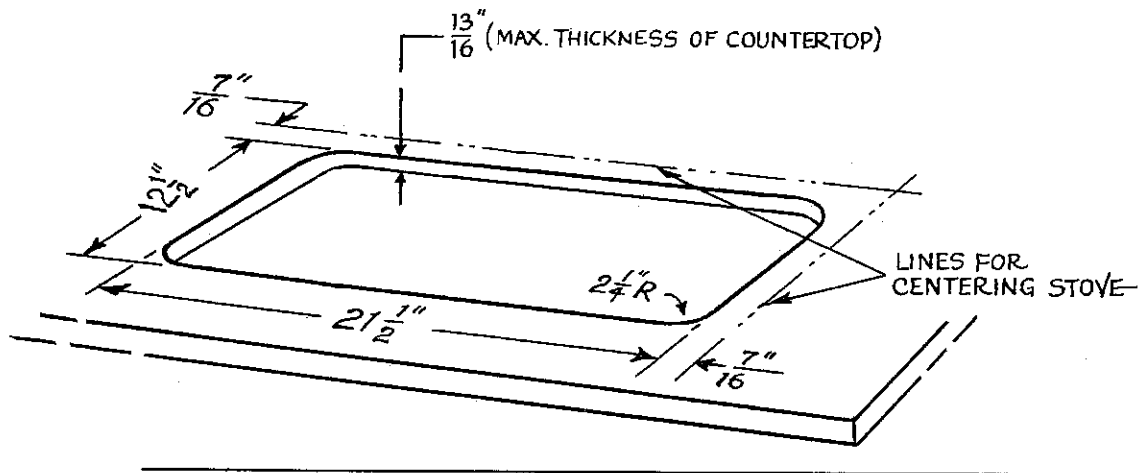 13/16" (MAX. THICKNESS OF COUNTERTOP)
7/16"
12 1/2"
2 1/4" R
LINES FOR
CENTERING STOVE
21 1/2"
7/16"